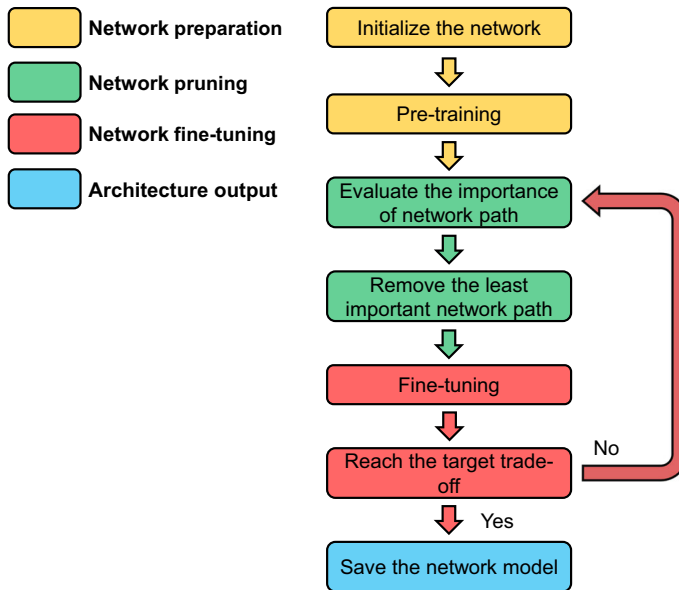 Network preparation
Network pruning
Network fine-tuning
Architecture output
Initialize the network
Pre-training
Evaluate the importance
of network path
Remove the least
important network path
Fine-tuning
Reach the target trade-
off
No
Yes
Save the network model